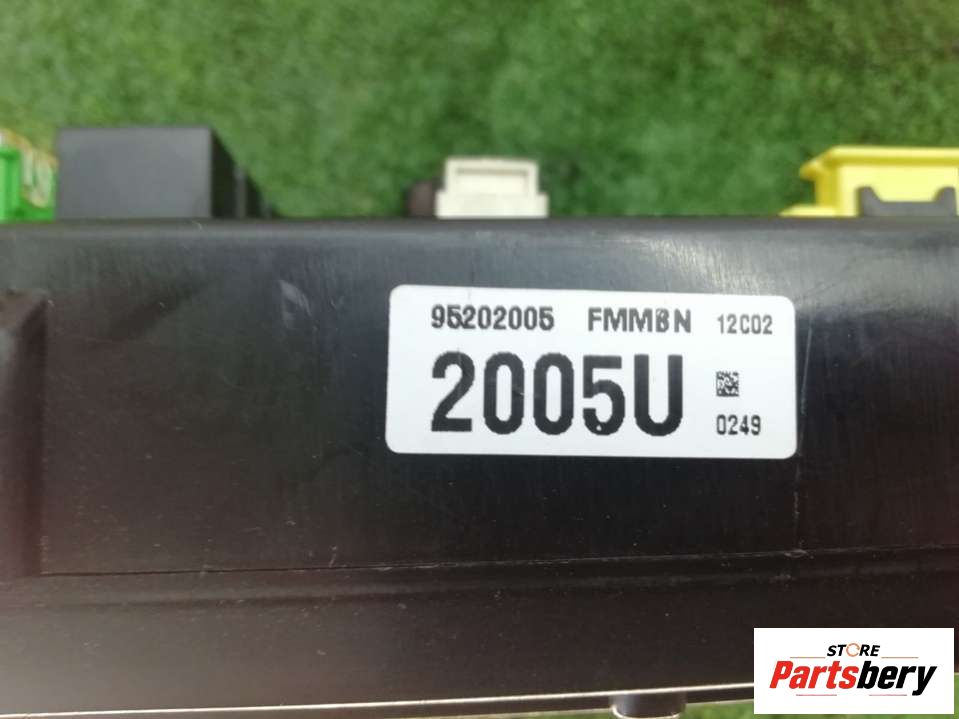 95202005 FMMBN 12C02
2005U
0249
STORE
Partsbery